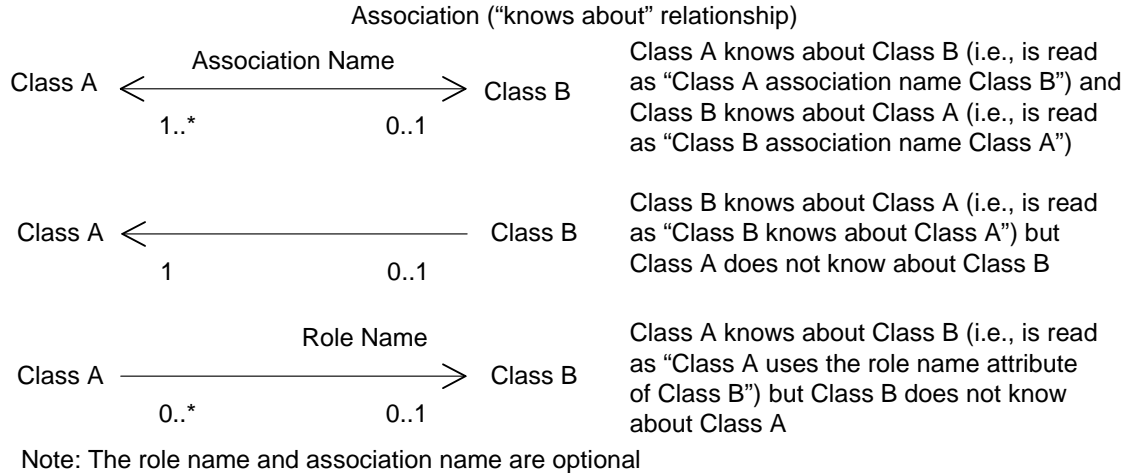 Association (“knows about” relationship)
Association Name
Class A
Class B
1..*
0..1
Class A knows about Class B (i.e., is read
as “Class A association name Class B”) and
Class B knows about Class A (i.e., is read
as “Class B association name Class A”)
Class A
Class B
1
0..1
Class B knows about Class A (i.e., is read
as “Class B knows about Class A”) but
Class A does not know about Class B
Role Name
Class A
Class B
0..*
0..1
Class A knows about Class B (i.e., is read
as “Class A uses the role name attribute
of Class B”) but Class B does not know
about Class A
Note: The role name and association name are optional